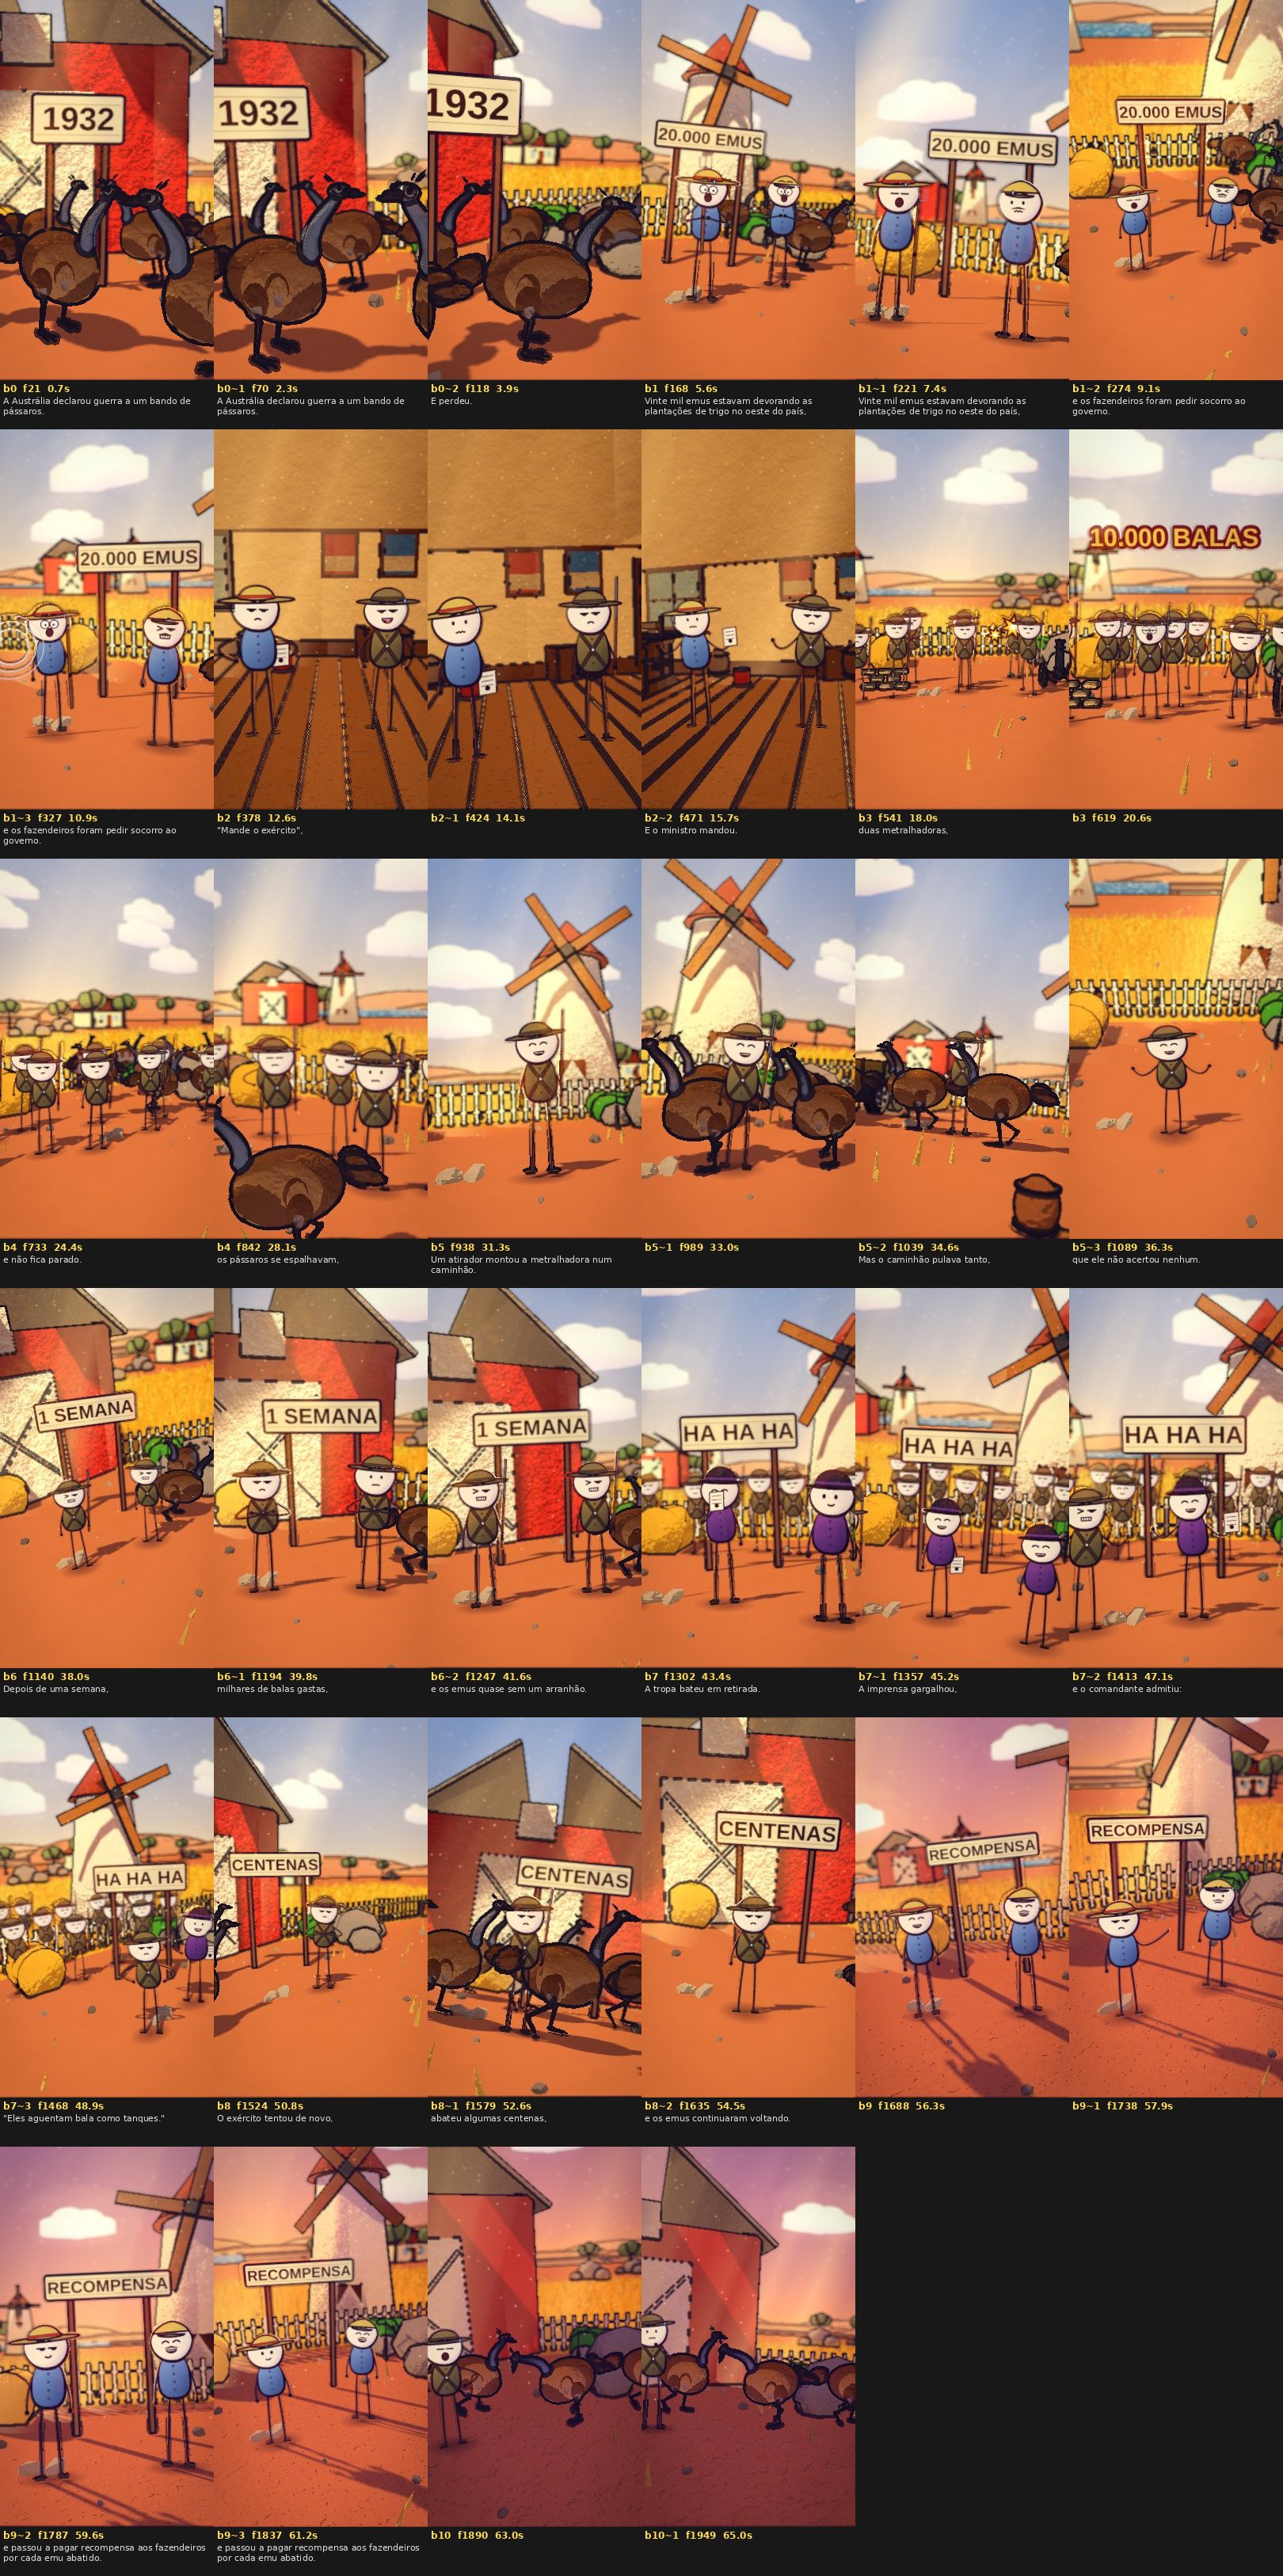 1932
1932
1932
20.000 EMUS
20.000 EMUS
20.000 EMUS
b0 f21 0.7s
A Austrália declarou guerra a um bando de
pássaros.
b0~1 f70 2.3s
A Austrália declarou guerra a um bando de
pássaros.
b0~2 f118 3.9s
E perdeu.
b1 f168 5.6s
Vinte mil emus estavam devorando as
plantações de trigo no oeste do país,
b1~1 f221 7.4s
Vinte mil emus estavam devorando as
plantações de trigo no oeste do país,
b1~2 f274 9.1s
e os fazendeiros foram pedir socorro ao
governo.
20.000 EMUS
10.000 BALAS
b1~3 f327 10.9s
e os fazendeiros foram pedir socorro ao
governo.
b2 f378 12.6s
"Mande o exército",
b2~1 f424 14.1s
b2~2 f471 15.7s
E o ministro mandou.
b3 f541 18.0s
duas metralhadoras,
b3 f619 20.6s
b4 f733 24.4s
e não fica parado.
b4 f842 28.1s
os pássaros se espalhavam,
b5 f938 31.3s
Um atirador montou a metralhadora num
caminhão.
b5~1 f989 33.0s
b5~2 f1039 34.6s
Mas o caminhão pulava tanto,
b5~3 f1089 36.3s
que ele não acertou nenhum.
1 SEMANA
1 SEMANA
1 SEMANA
HA HA HA
HA HA HA
HA HA HA
b6 f1140 38.0s
Depois de uma semana,
b6~1 f1194 39.8s
milhares de balas gastas,
b6~2 f1247 41.6s
e os emus quase sem um arranhão.
b7 f1302 43.4s
A tropa bateu em retirada.
b7~1 f1357 45.2s
A imprensa gargalhou,
b7~2 f1413 47.1s
e o comandante admitiu:
HA HA HA
CENTENAS
CENTENAS
CENTENAS
RECOMPENSA
RECOMPENSA
b7~3 f1468 48.9s
"Eles aguentam bala como tanques."
b8 f1524 50.8s
O exército tentou de novo,
b8~1 f1579 52.6s
abateu algumas centenas,
b8~2 f1635 54.5s
e os emus continuaram voltando.
b9 f1688 56.3s
b9~1 f1738 57.9s
RECOMPENSA
RECOMPENSA
b9~2 f1787 59.6s
e passou a pagar recompensa aos fazendeiros
por cada emu abatido.
b9~3 f1837 61.2s
e passou a pagar recompensa aos fazendeiros
por cada emu abatido.
b10 f1890 63.0s
b10~1 f1949 65.0s